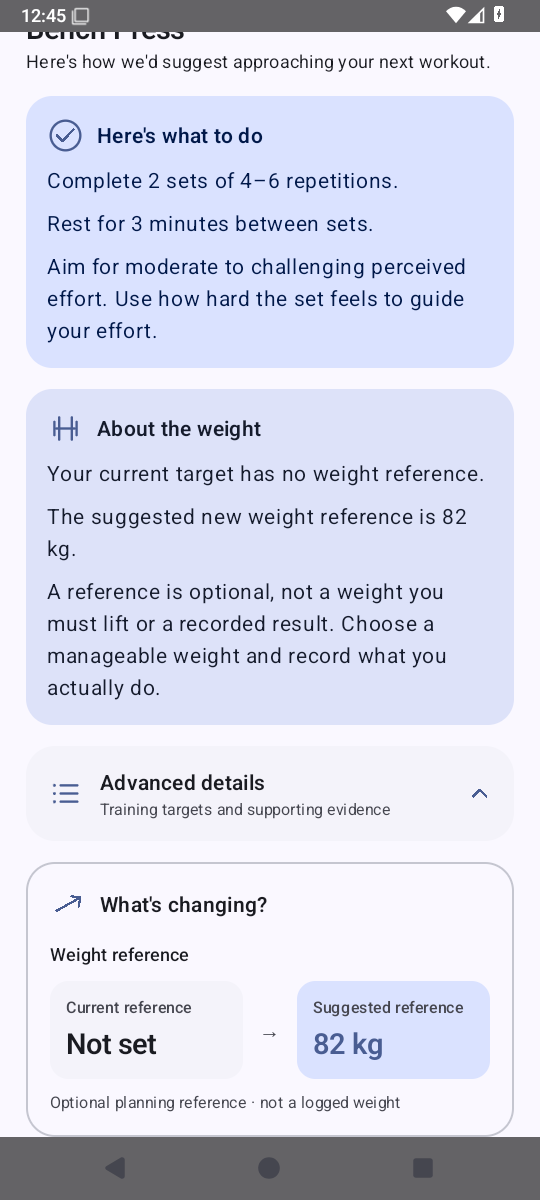 12:45
Bench Press
Here's how we'd suggest approaching your next workout.
Here's what to do
Complete 2 sets of 4–6 repetitions.
Rest for 3 minutes between sets.
Aim for moderate to challenging perceived
effort. Use how hard the set feels to guide
your effort.
About the weight
Your current target has no weight reference.
The suggested new weight reference is 82
kg.
A reference is optional, not a weight you
must lift or a recorded result. Choose a
manageable weight and record what you
actually do.
Advanced details
Training targets and supporting evidence
What's changing?
Weight reference
Current reference
Not set
→
Suggested reference
82 kg
Optional planning reference · not a logged weight